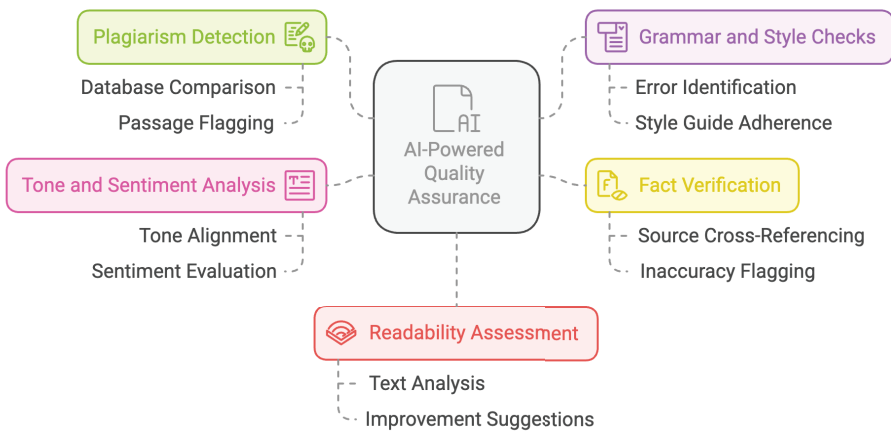 Plagiarism Detection
Database Comparison
Passage Flagging
Tone and Sentiment Analysis
Tone Alignment
Sentiment Evaluation
AI
AI-Powered
Quality
Assurance
Grammar and Style Checks
Error Identification
Style Guide Adherence
F
Fact Verification
Source Cross-Referencing
Inaccuracy Flagging
Readability Assessment
Text Analysis
Improvement Suggestions